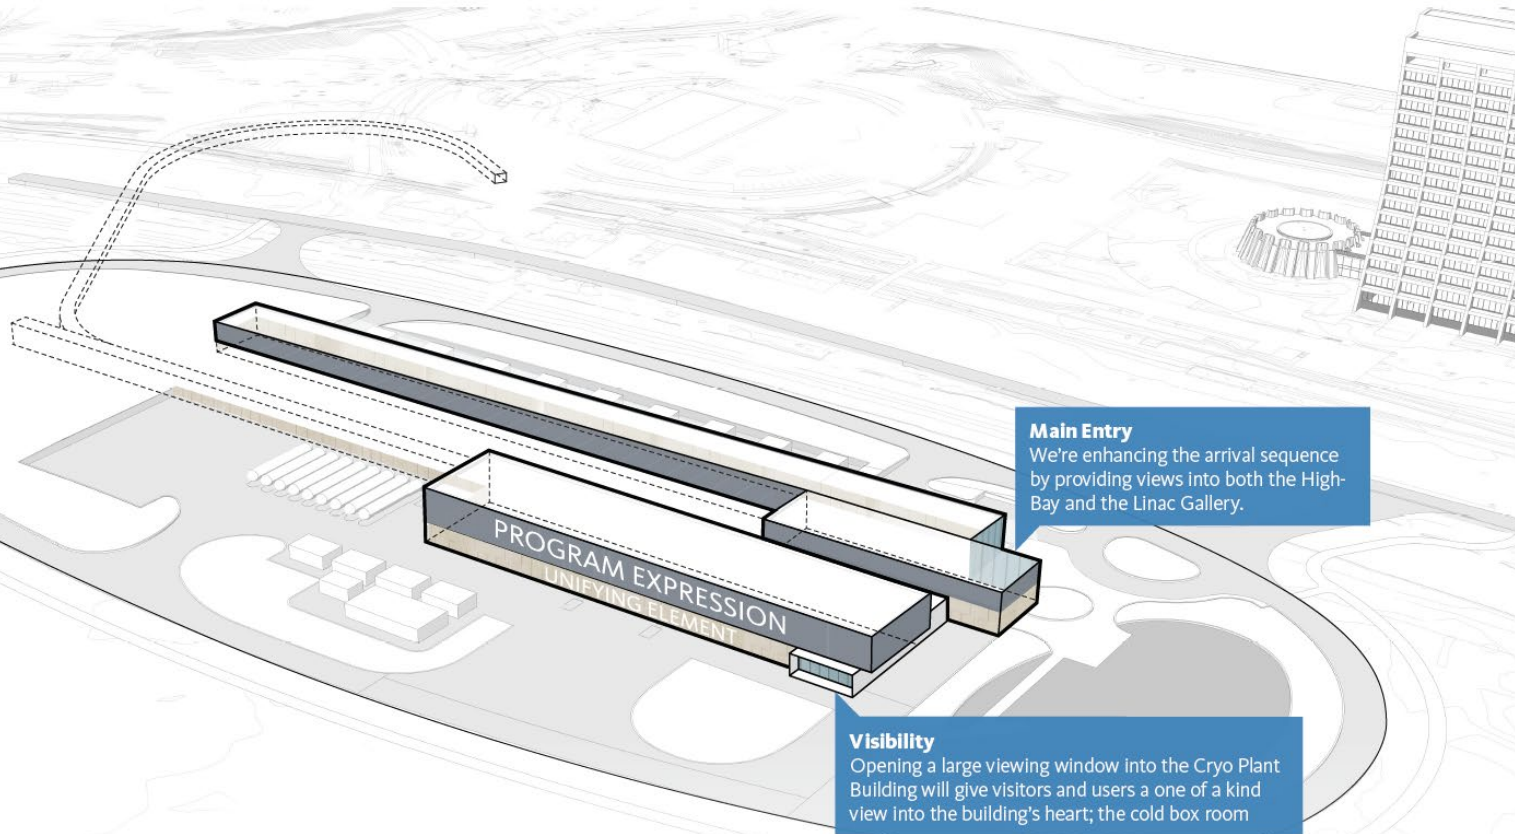 Main Entry
We're enhancing the arrival sequence
by providing views into both the High-
Bay and the Linac Gallery.
PROGRAM EXPRESSION
UNIFYING ELEMENT
Visibility
Opening a large viewing window into the Cryo Plant
Building will give visitors and users a one of a kind
view into the building's heart; the cold box room